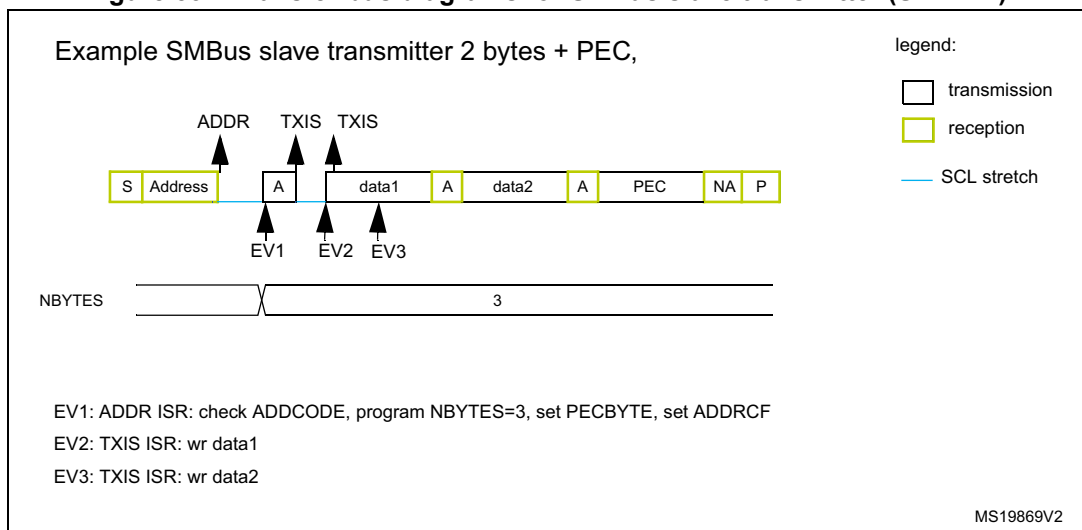 Example SMBus slave transmitter 2 bytes + PEC,
legend:
transmission
reception
SCL stretch
ADDR TXIS TXIS
S Address A data1 A data2 A PEC NA P
EV1 EV2 EV3
NBYTES 3
EV1: ADDR ISR: check ADDCODE, program NBYTES=3, set PECBYTE, set ADDRCF
EV2: TXIS ISR: wr data1
EV3: TXIS ISR: wr data2
MS19869V2